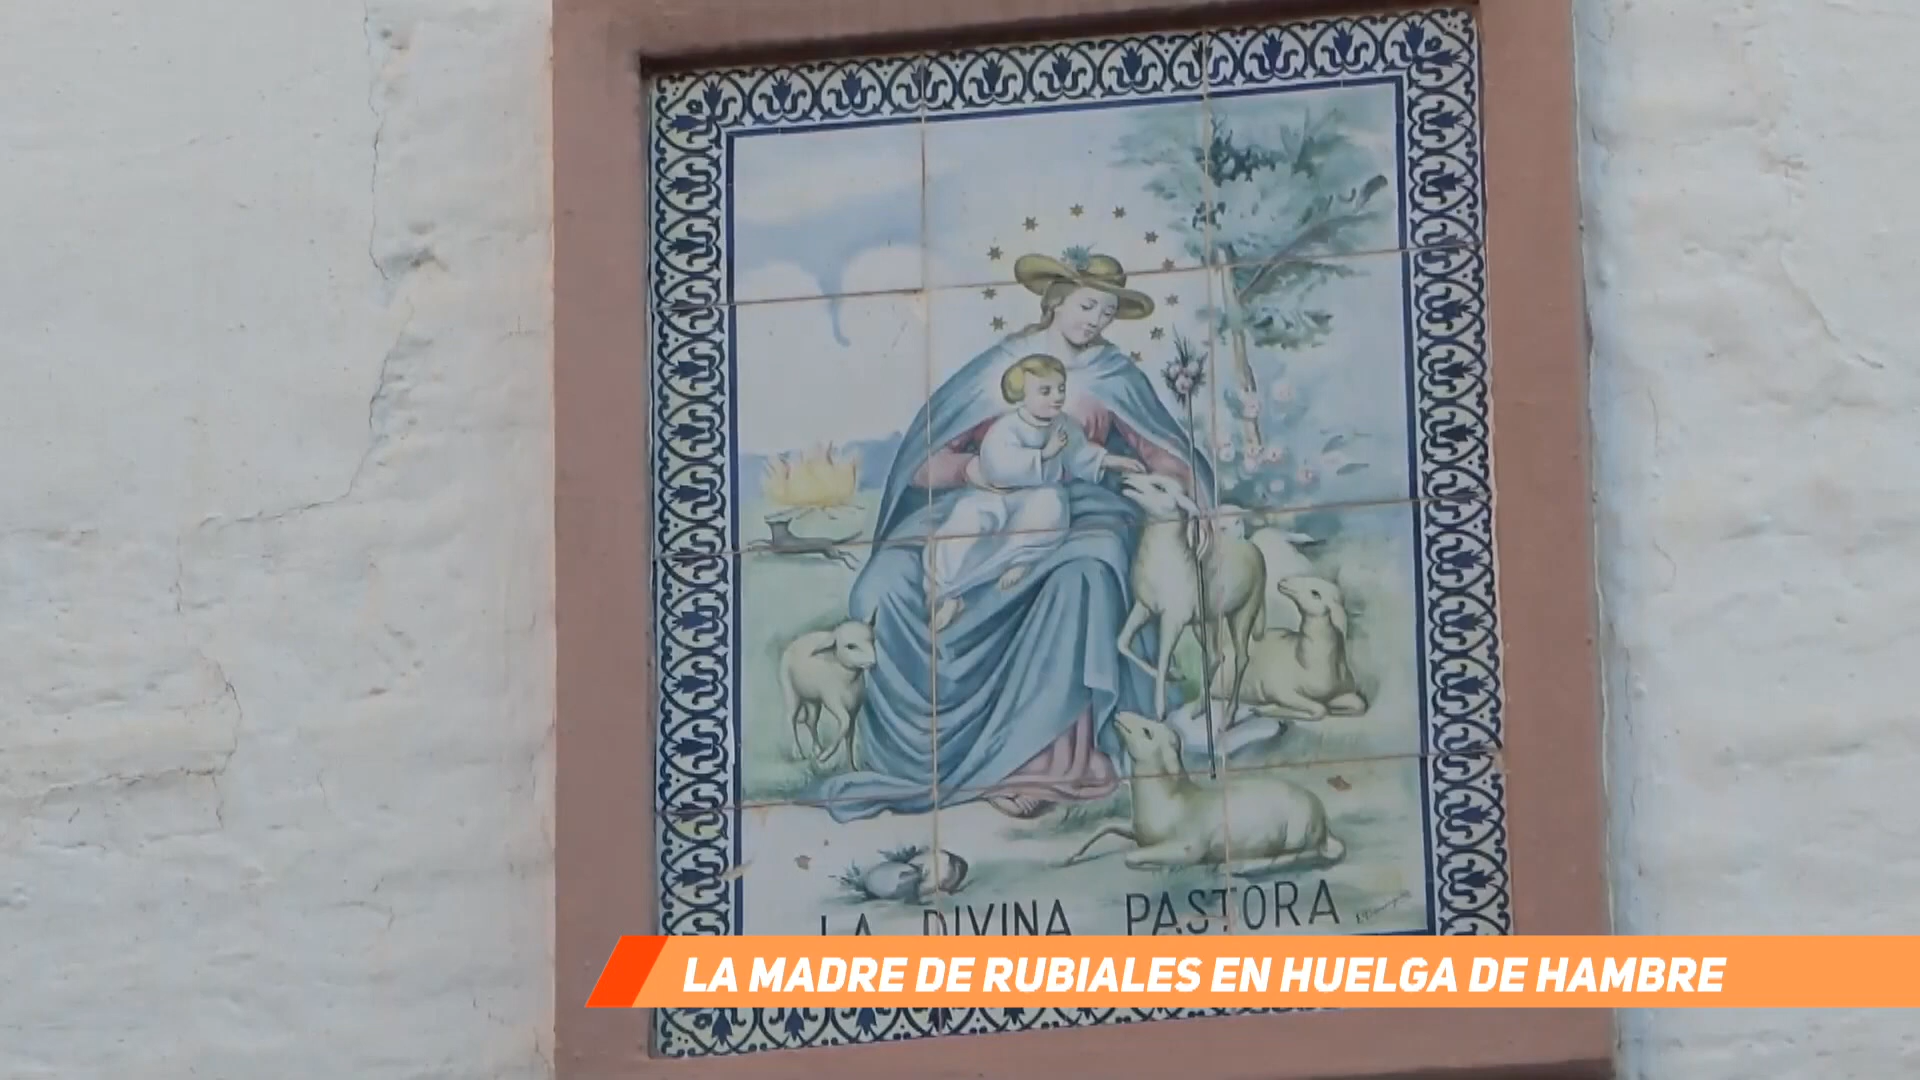 LA DIVINA PASTORA
LA MADRE DE RUBIALES EN HUELGA DE HAMBRE